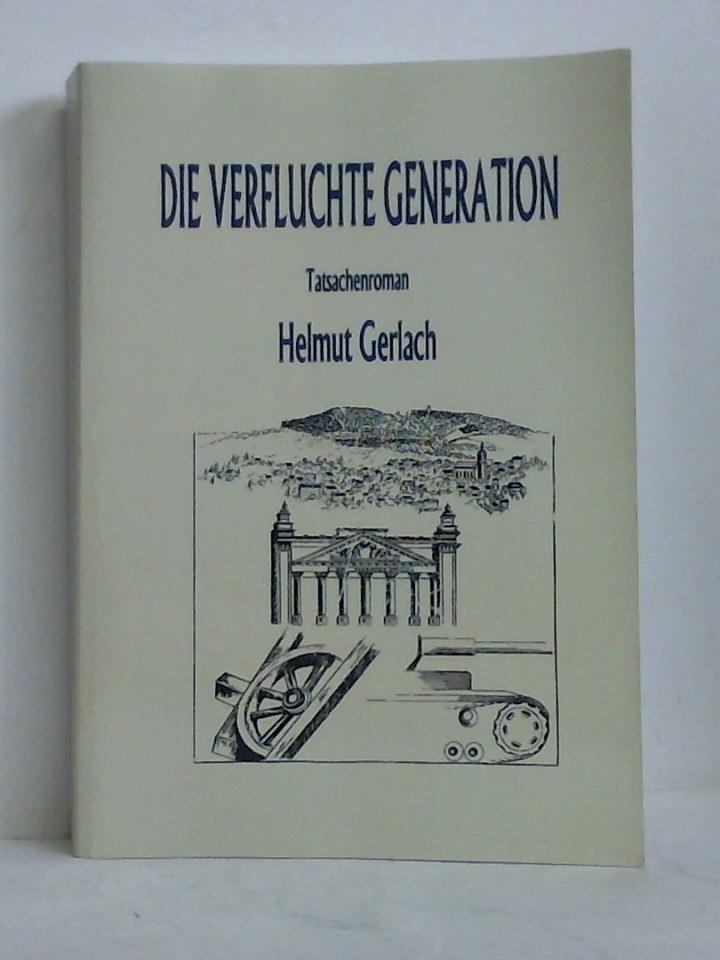 DIE VERFLUCHTE GENERATION
Tatsachenroman
Helmut Gerlach